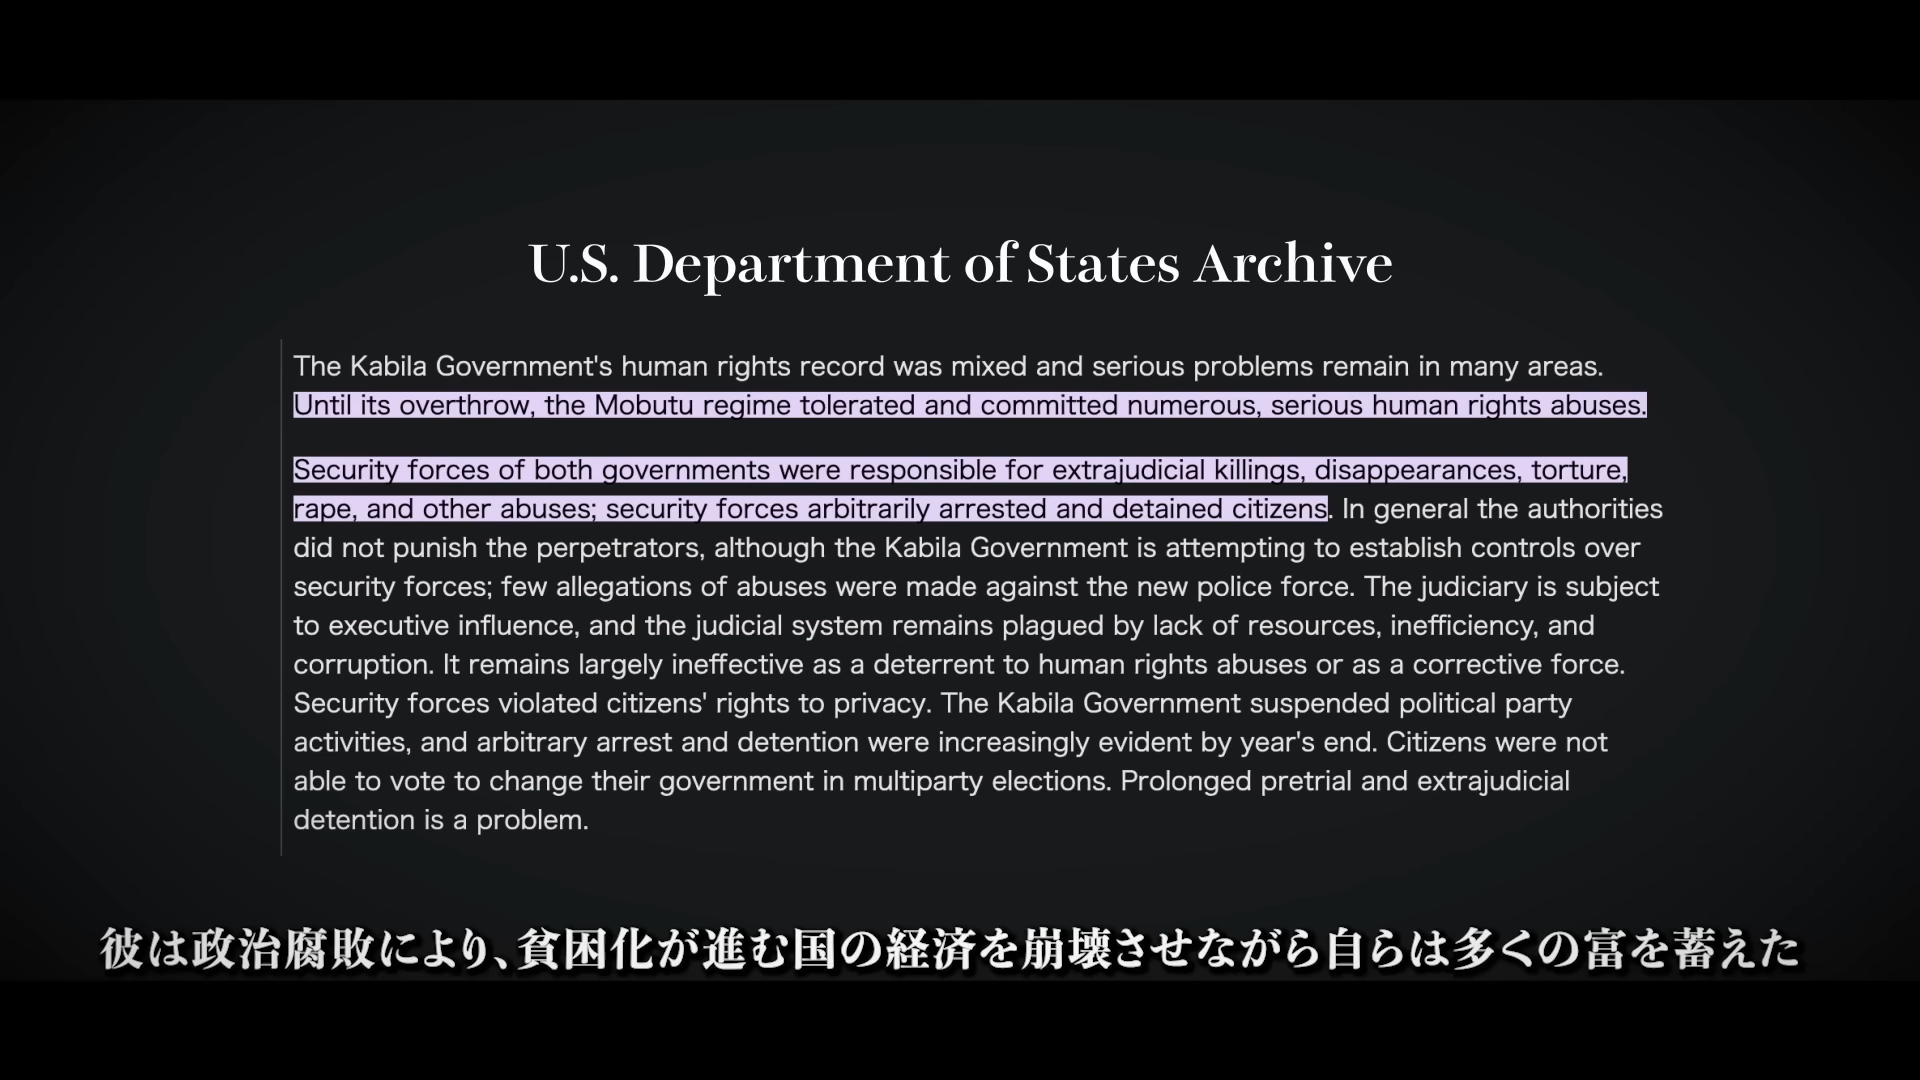 U.S. Department of States Archive
The Kabila Government's human rights record was mixed and serious problems remain in many areas.
Until its overthrow, the Mobutu regime tolerated and committed numerous, serious human rights abuses.
Security forces of both governments were responsible for extrajudicial killings, disappearances, torture,
rape, and other abuses; security forces arbitrarily arrested and detained citizens. In general the authorities
did not punish the perpetrators, although the Kabila Government is attempting to establish controls over
security forces; few allegations of abuses were made against the new police force. The judiciary is subject
to executive influence, and the judicial system remains plagued by lack of resources, inefficiency, and
corruption. It remains largely ineffective as a deterrent to human rights abuses or as a corrective force.
Security forces violated citizens' rights to privacy. The Kabila Government suspended political party
activities, and arbitrary arrest and detention were increasingly evident by year's end. Citizens were not
able to vote to change their government in multiparty elections. Prolonged pretrial and extrajudicial
detention is a problem.
彼は政治腐敗により、貧困化が進む国の経済を崩壊させながら自らは多くの富を蓄えた